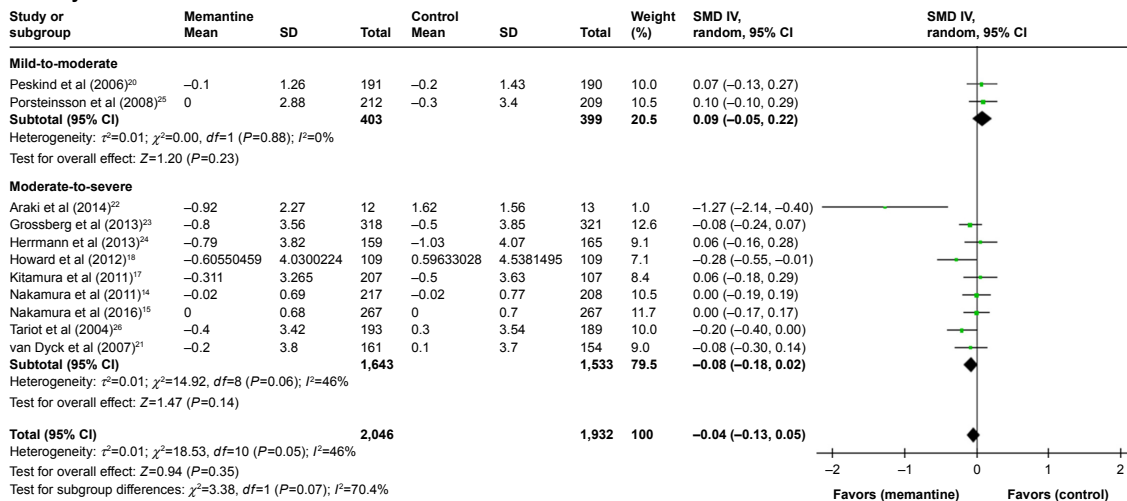 Study or subgroup Memantine Control Weight (%) SMD IV, random, 95% CI SMD IV, random, 95% CI
Mean SD Total Mean SD Total
Mild-to-moderate
Peskind et al (2006)²⁰ –0.1 1.26 191 –0.2 1.43 190 10.0 0.07 (–0.13, 0.27)
Porsteinsson et al (2008)²⁵ 0 2.88 212 –0.3 3.4 209 10.5 0.10 (–0.10, 0.29)
Subtotal (95% CI) 403 399 20.5 0.09 (–0.05, 0.22)
Heterogeneity: τ²=0.01; χ²=0.00, df=1 (P=0.88); I²=0%
Test for overall effect: Z=1.20 (P=0.23)
Moderate-to-severe
Araki et al (2014)²² –0.92 2.27 12 1.62 1.56 13 1.0 –1.27 (–2.14, –0.40)
Grossberg et al (2013)²³ –0.8 3.56 318 –0.5 3.85 321 12.6 –0.08 (–0.24, 0.07)
Herrmann et al (2013)²⁴ –0.79 3.82 159 –1.03 4.07 165 9.1 0.06 (–0.16, 0.28)
Howard et al (2012)¹⁸ –0.60550459 4.0300224 109 0.59633028 4.5381495 109 7.1 –0.28 (–0.55, –0.01)
Kitamura et al (2011)¹⁷ –0.311 3.265 207 –0.5 3.63 107 8.4 0.06 (–0.18, 0.29)
Nakamura et al (2011)¹⁴ –0.02 0.69 217 –0.02 0.77 208 10.5 0.00 (–0.19, 0.19)
Nakamura et al (2016)¹⁵ 0 0.68 267 0 0.7 267 11.7 0.00 (–0.17, 0.17)
Tariot et al (2004)²⁶ –0.4 3.42 193 0.3 3.54 189 10.0 –0.20 (–0.40, 0.00)
van Dyck et al (2007)²¹ –0.2 3.8 161 0.1 3.7 154 9.0 –0.08 (–0.30, 0.14)
Subtotal (95% CI) 1,643 1,533 79.5 –0.08 (–0.18, 0.02)
Heterogeneity: τ²=0.01; χ²=14.92, df=8 (P=0.06); I²=46%
Test for overall effect: Z=1.47 (P=0.14)
Total (95% CI) 2,046 1,932 100 –0.04 (–0.13, 0.05)
Heterogeneity: τ²=0.01; χ²=18.53, df=10 (P=0.05); I²=46%
Test for overall effect: Z=0.94 (P=0.35)
Test for subgroup differences: χ²=3.38, df=1 (P=0.07); I²=70.4%
–2 –1 0 1 2
Favors (memantine) Favors (control)